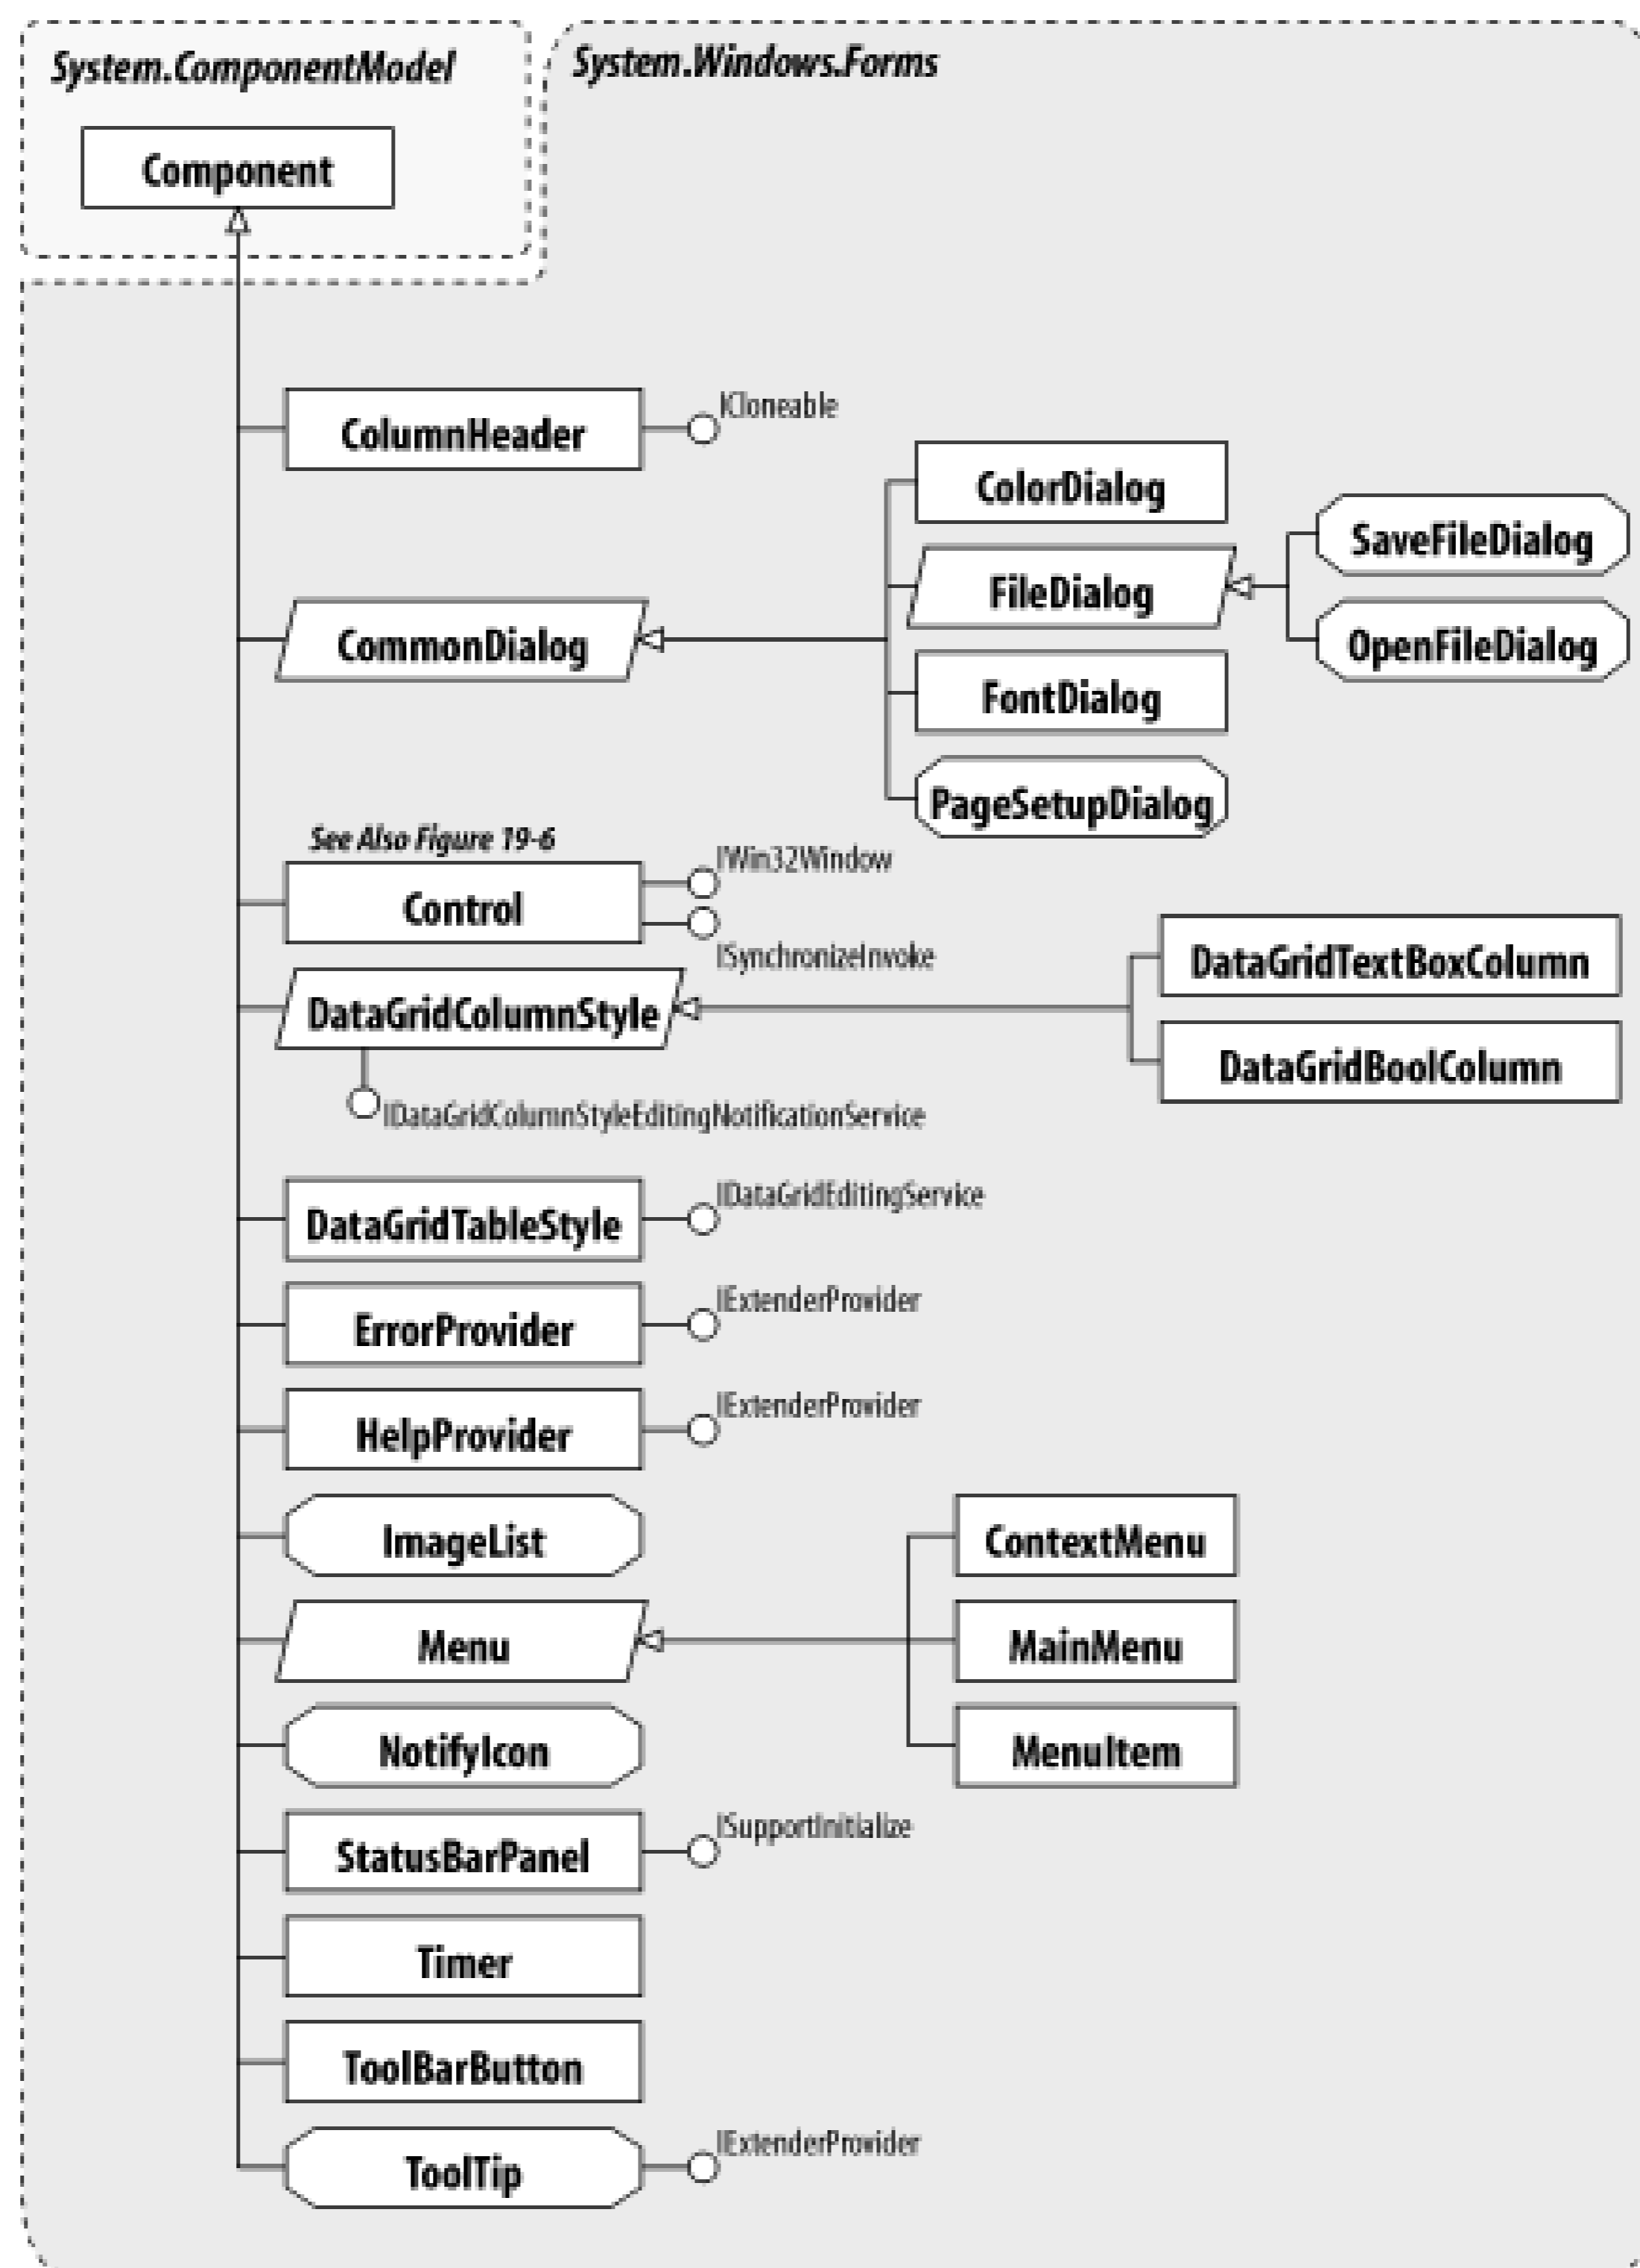 System.ComponentModel
System.Windows.Forms
Component
ColumnHeader
ICloneable
ColorDialog
SaveFileDialog
FileDialog
CommonDialog
OpenFileDialog
FontDialog
PageSetupDialog
See Also Figure 19-6
IWin32Window
Control
ISynchronizeInvoke
DataGridTextBoxColumn
DataGridColumnStyle
DataGridBoolColumn
IDataGridColumnStyleEditingNotificationService
IDataGridEditingService
DataGridTableStyle
IExtenderProvider
ErrorProvider
IExtenderProvider
HelpProvider
ImageList
ContextMenu
Menu
MainMenu
NotifyIcon
MenuItem
ISupportInitialize
StatusBarPanel
Timer
ToolBarButton
IExtenderProvider
ToolTip